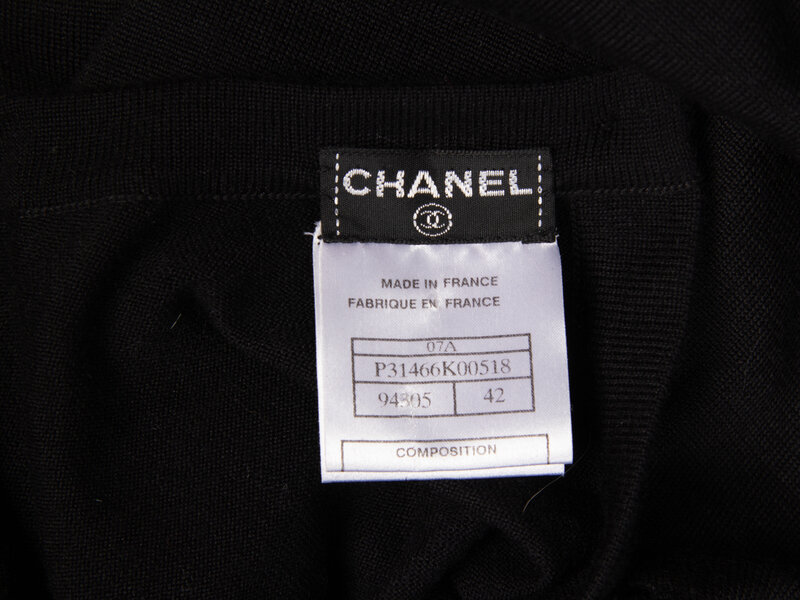 CHANEL
MADE IN FRANCE
FABRIQUE EN FRANCE
07A
P31466K00518
94305 42
COMPOSITION